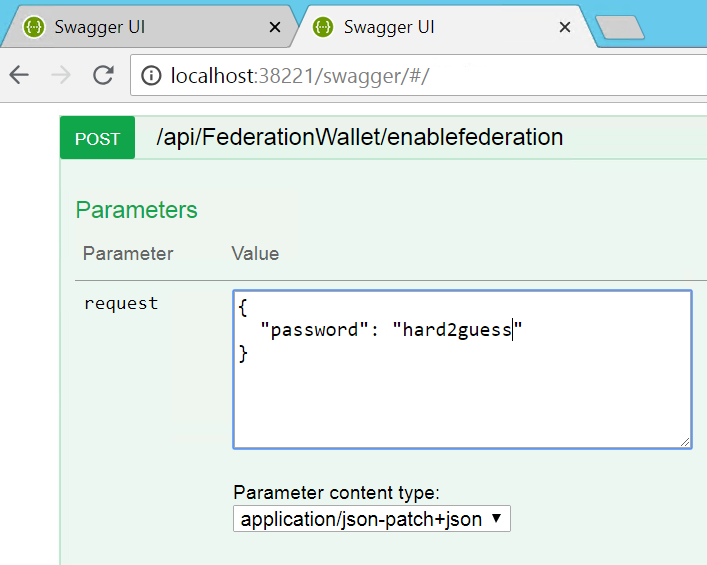 Swagger UI × Swagger UI ×
localhost:38221/swagger/#/
POST /api/FederationWallet/enablefederation
Parameters
Parameter Value
request
{
"password": "hard2guess"
}
Parameter content type:
application/json-patch+json